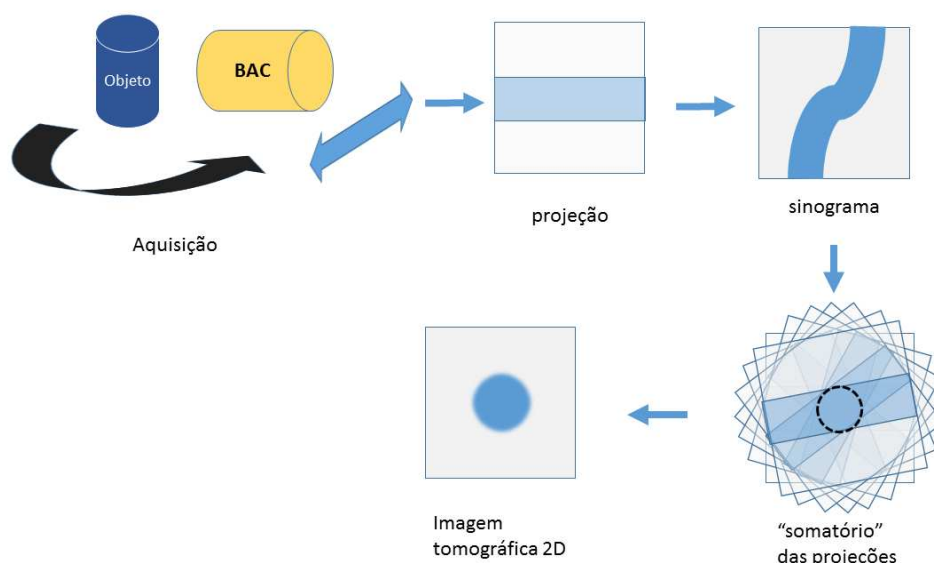 Objeto
BAC
Aquisição
projeção
sinograma
Imagem
tomográfica 2D
“somatório”
das projeções